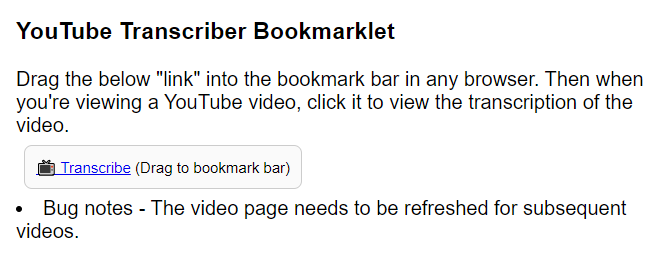 YouTube Transcriber Bookmarklet
Drag the below "link" into the bookmark bar in any browser. Then when
you're viewing a YouTube video, click it to view the transcription of the
video.
📺 Transcribe (Drag to bookmark bar)
• Bug notes - The video page needs to be refreshed for subsequent
videos.